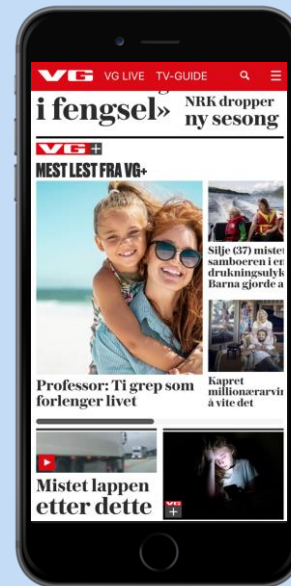 VG VG LIVE TV-GUIDE
i fengsel»
NRK dropper
ny sesong
VG+
MEST LEST FRA VG+
Professor: Ti grep som
forlenger livet
Silje (37) mistet
samboeren i en
drukningsulyk
Barna gjorde a
Kapret
millionærarvin
å vite det
Mistet lappen
etter dette
VG+